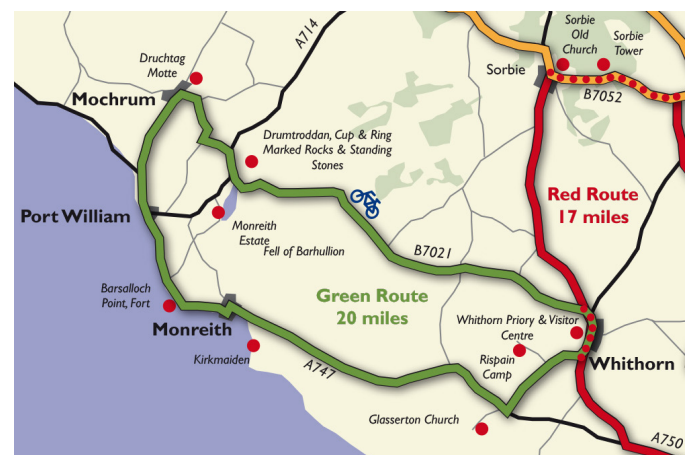 Druchtag
Motte
A714
Sorbie
Old
Church
Sorbie
Tower
Sorbie
B7052
Mochrum
Drumtroddan, Cup & Ring
Marked Rocks & Standing
Stones
Red Route
17 miles
Port William
Monreith
Estate
Fell of Barhullion
B7021
Barsalloch
Point, Fort
Green Route
20 miles
Monreith
Whithorn Priory & Visitor
Centre
Kirkmaiden
A747
Rispain
Camp
Whithorn
Glasserton Church
A750